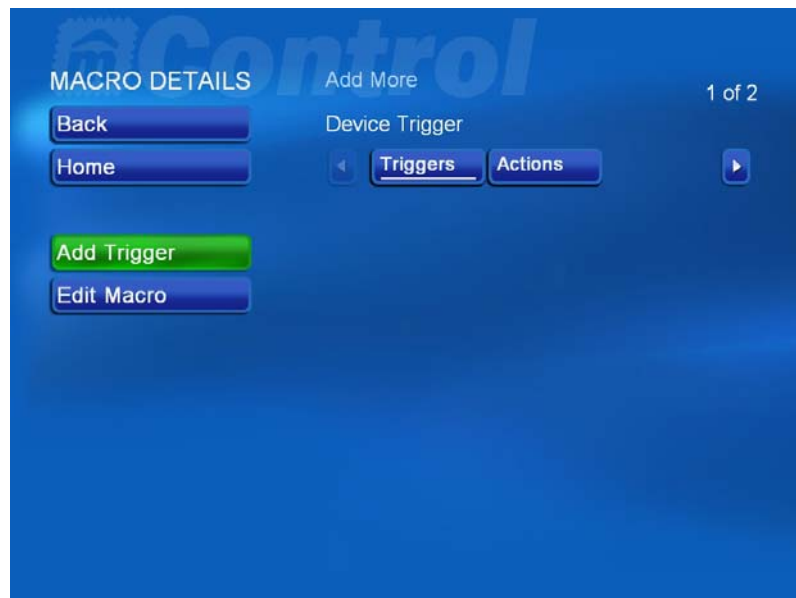 mControl
MACRO DETAILS
Add More
1 of 2
Back
Device Trigger
Home
Triggers
Actions
Add Trigger
Edit Macro